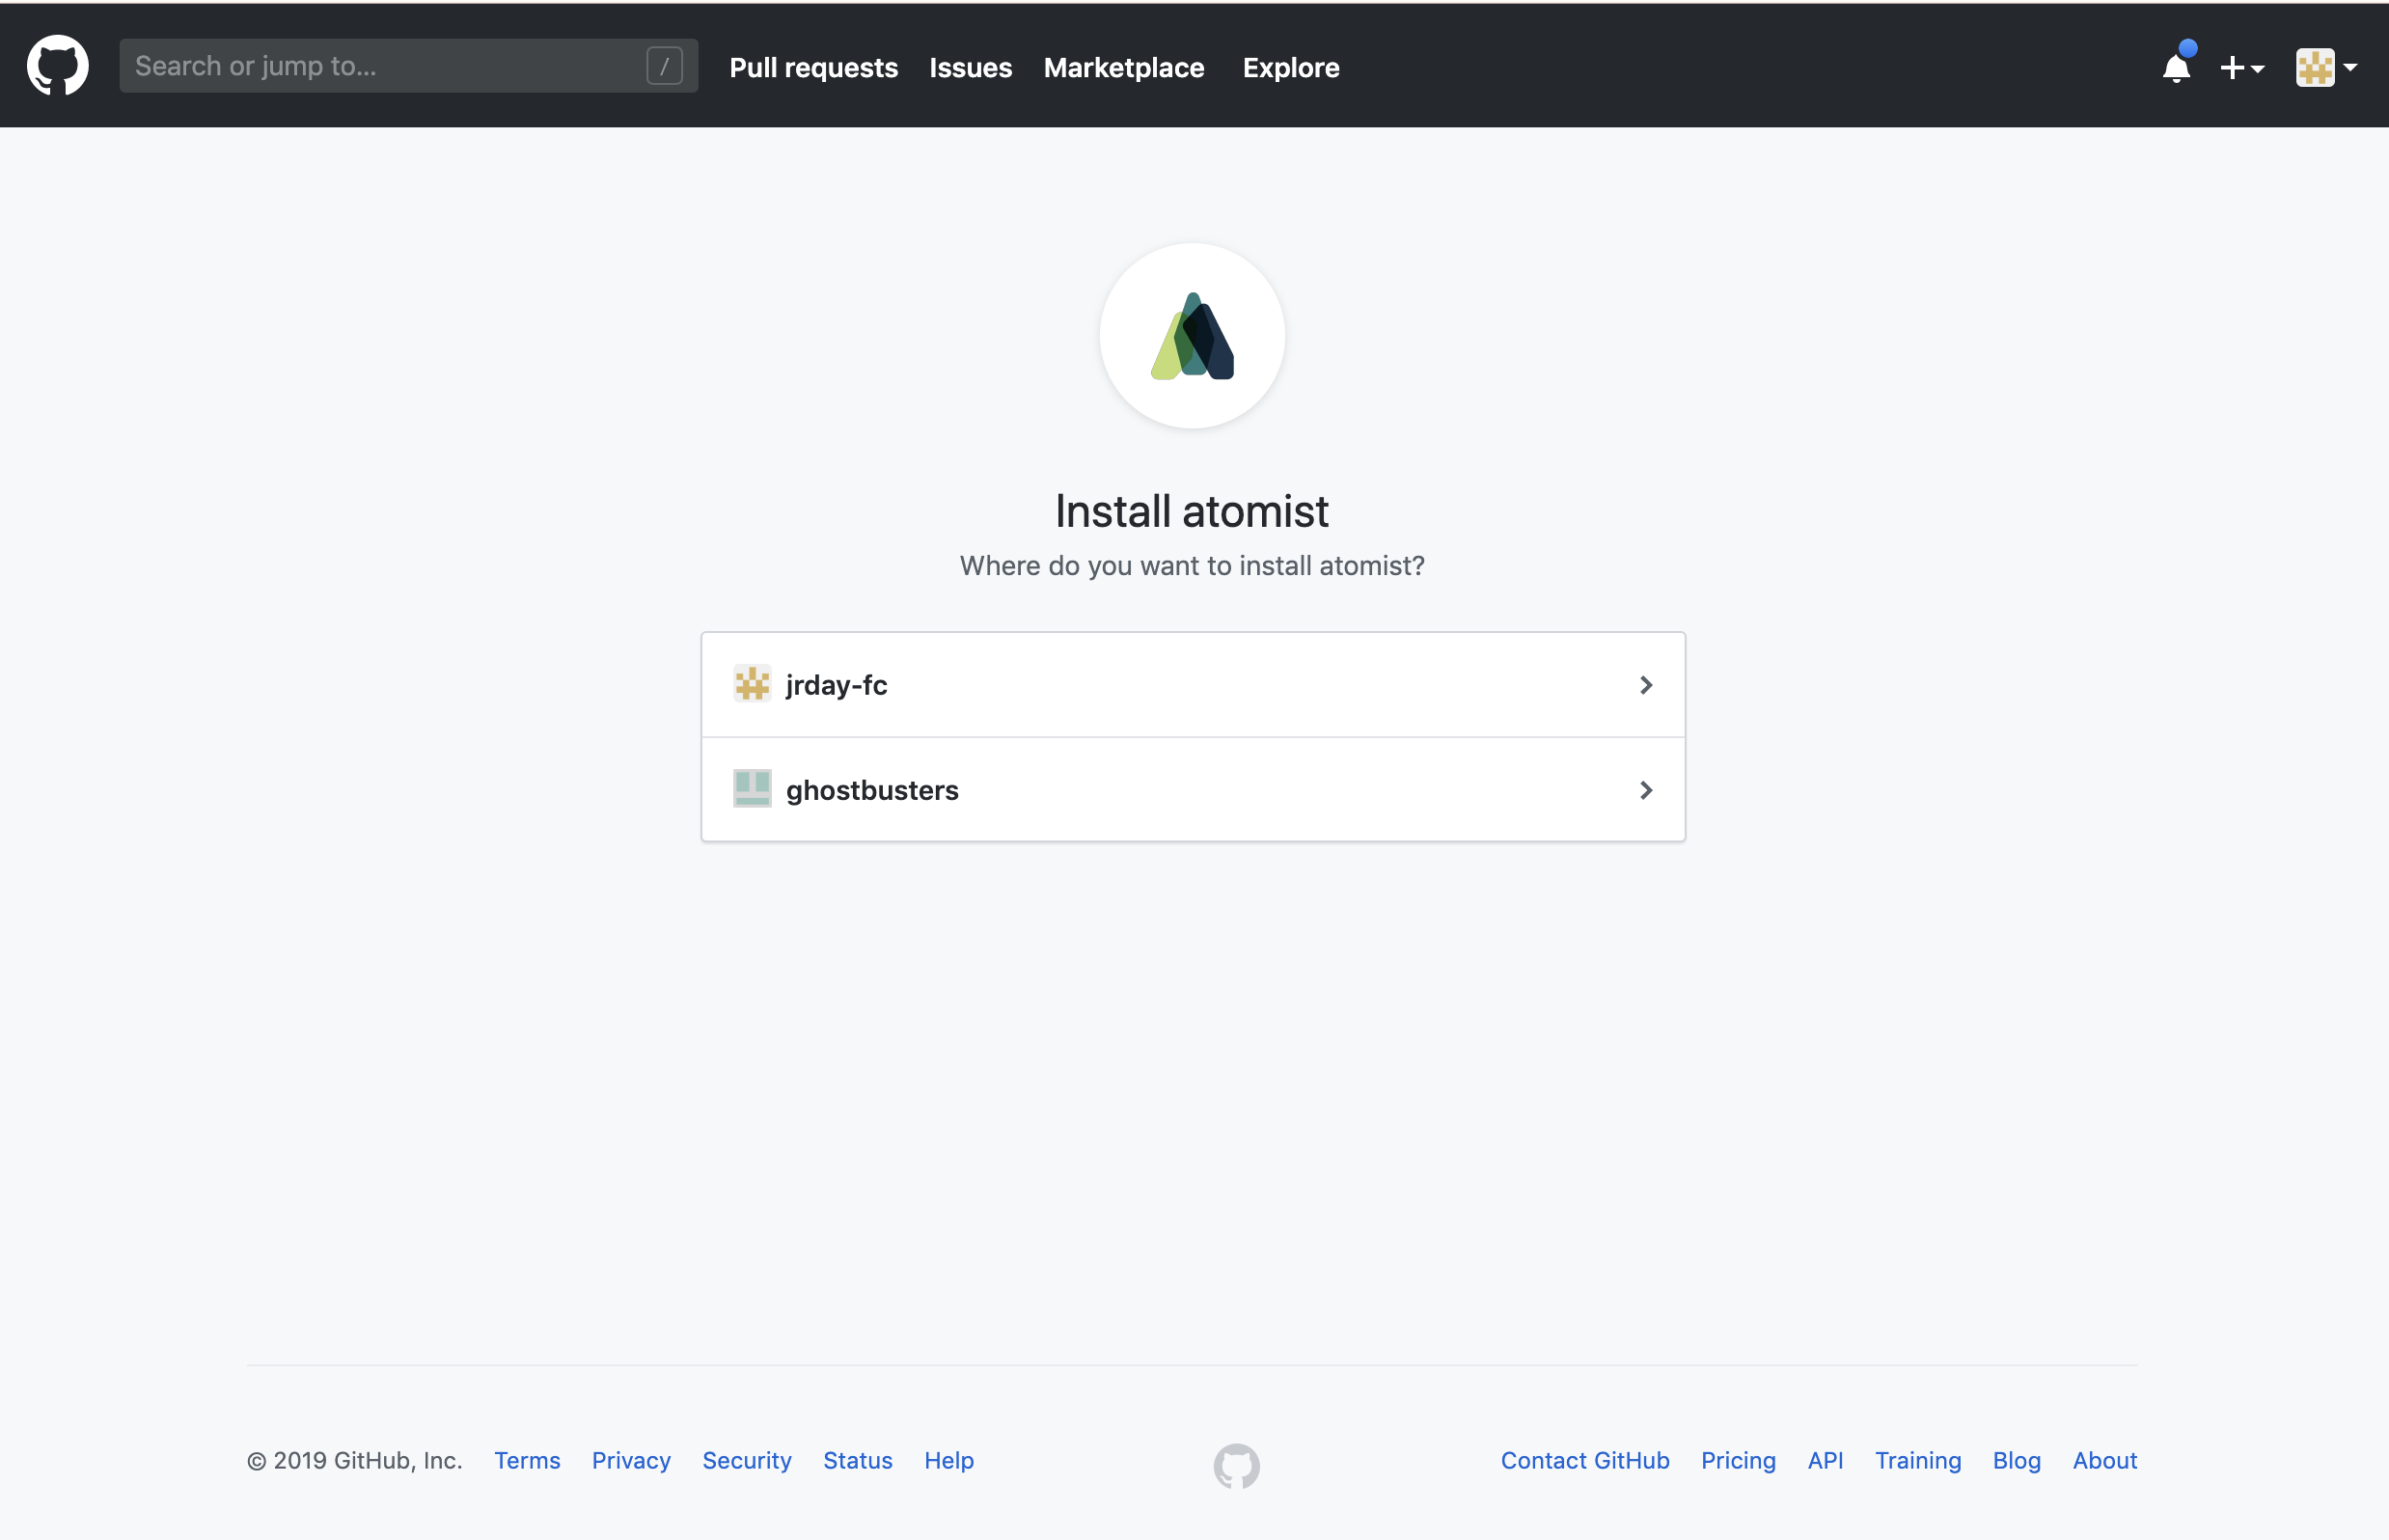 Search or jump to... /
Pull requests Issues Marketplace Explore
Install atomist
Where do you want to install atomist?
jrday-fc
ghostbusters
© 2019 GitHub, Inc. Terms Privacy Security Status Help Contact GitHub Pricing API Training Blog About